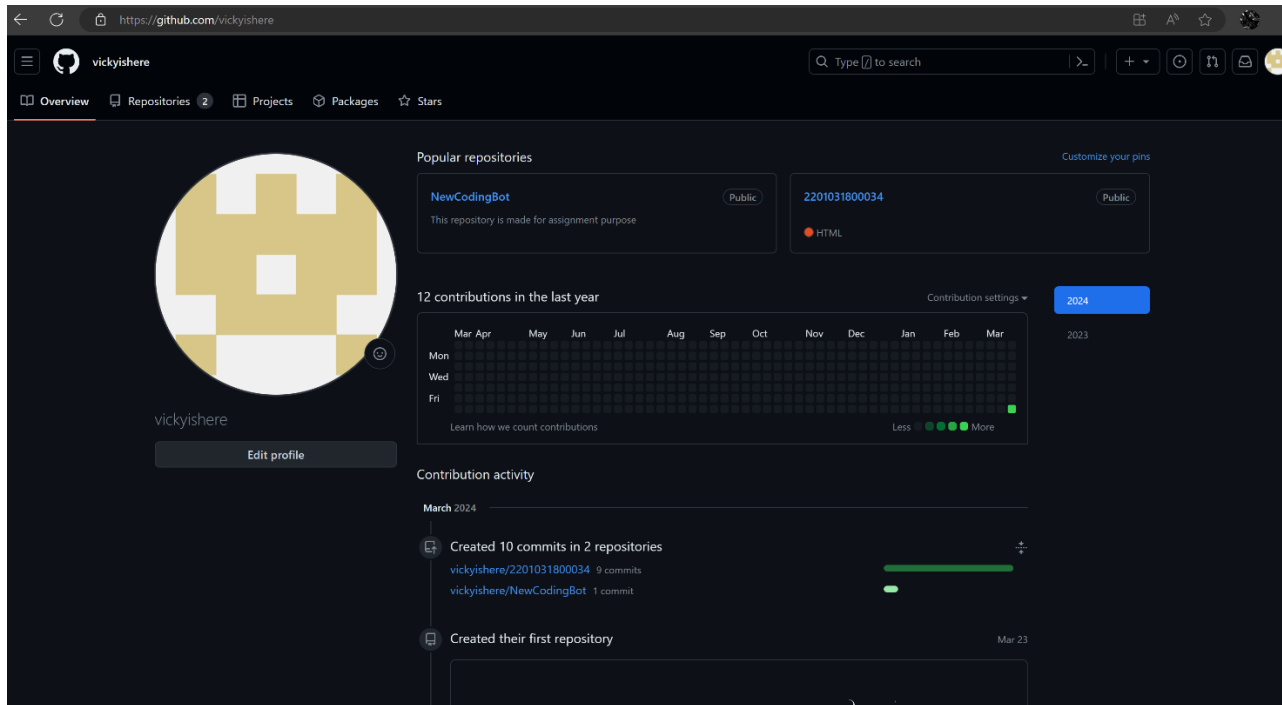 https://github.com/vickyishere
vickyishere
Type / to search
Overview Repositories 2 Projects Packages Stars
Popular repositories Customize your pins
NewCodingBot Public
This repository is made for assignment purpose
2201031800034 Public
HTML
12 contributions in the last year Contribution settings
2024
2023
Mar Apr May Jun Jul Aug Sep Oct Nov Dec Jan Feb Mar
Mon
Wed
Fri
Learn how we count contributions Less More
vickyishere
Edit profile
Contribution activity
March 2024
Created 10 commits in 2 repositories
vickyishere/2201031800034 9 commits
vickyishere/NewCodingBot 1 commit
Created their first repository Mar 23